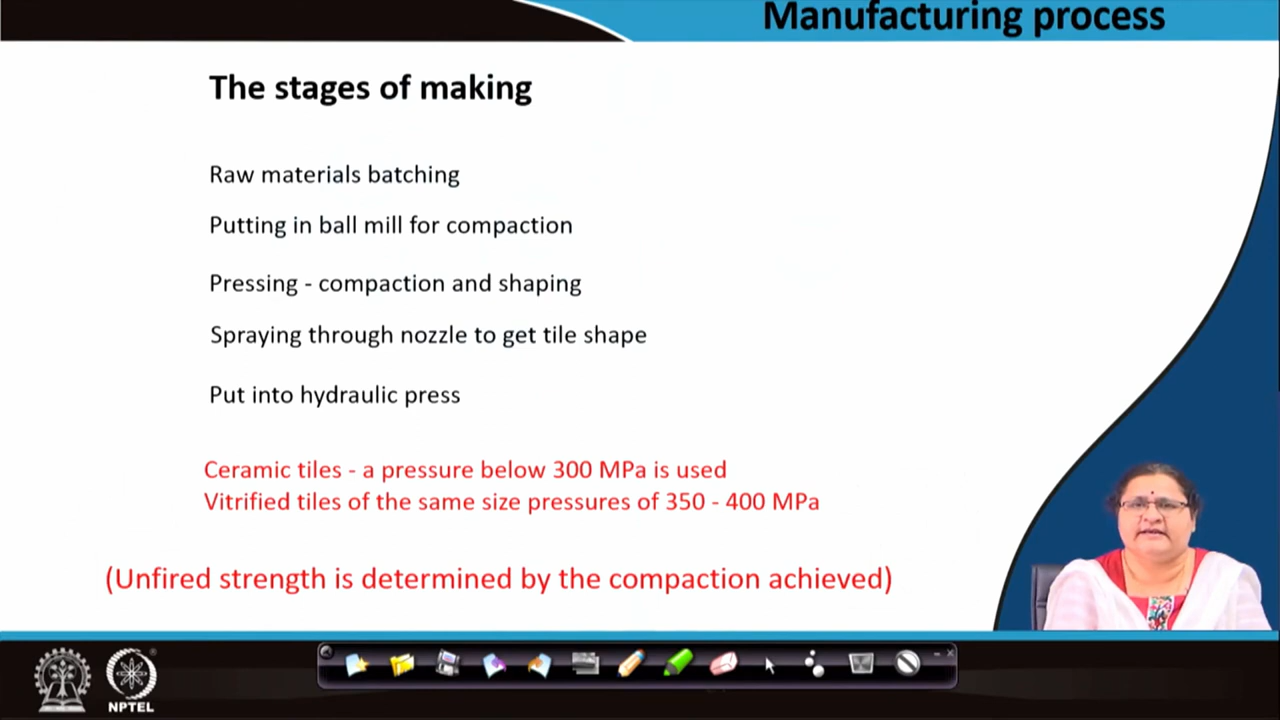 Manufacturing process
The stages of making
Raw materials batching
Putting in ball mill for compaction
Pressing - compaction and shaping
Spraying through nozzle to get tile shape
Put into hydraulic press
Ceramic tiles - a pressure below 300 MPa is used
Vitrified tiles of the same size pressures of 350 - 400 MPa
(Unfired strength is determined by the compaction achieved)
NPTEL